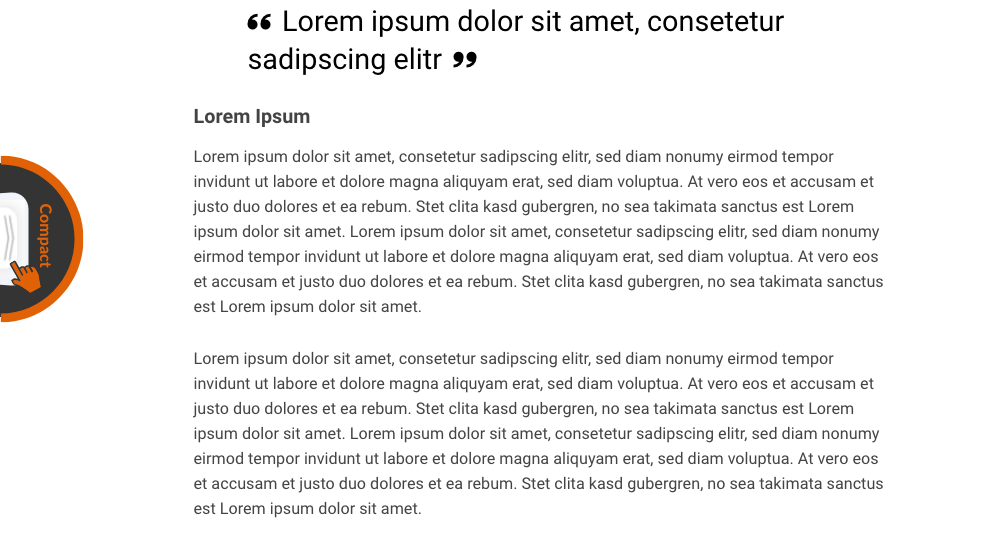 ❝ Lorem ipsum dolor sit amet, consetetur
sadipscing elitr ❞
Lorem Ipsum
Lorem ipsum dolor sit amet, consetetur sadipscing elitr, sed diam nonumy eirmod tempor
invidunt ut labore et dolore magna aliquyam erat, sed diam voluptua. At vero eos et accusam et
justo duo dolores et ea rebum. Stet clita kasd gubergren, no sea takimata sanctus est Lorem
ipsum dolor sit amet. Lorem ipsum dolor sit amet, consetetur sadipscing elitr, sed diam nonumy
eirmod tempor invidunt ut labore et dolore magna aliquyam erat, sed diam voluptua. At vero eos
et accusam et justo duo dolores et ea rebum. Stet clita kasd gubergren, no sea takimata sanctus
est Lorem ipsum dolor sit amet.
Compact
Lorem ipsum dolor sit amet, consetetur sadipscing elitr, sed diam nonumy eirmod tempor
invidunt ut labore et dolore magna aliquyam erat, sed diam voluptua. At vero eos et accusam et
justo duo dolores et ea rebum. Stet clita kasd gubergren, no sea takimata sanctus est Lorem
ipsum dolor sit amet. Lorem ipsum dolor sit amet, consetetur sadipscing elitr, sed diam nonumy
eirmod tempor invidunt ut labore et dolore magna aliquyam erat, sed diam voluptua. At vero eos
et accusam et justo duo dolores et ea rebum. Stet clita kasd gubergren, no sea takimata sanctus
est Lorem ipsum dolor sit amet.